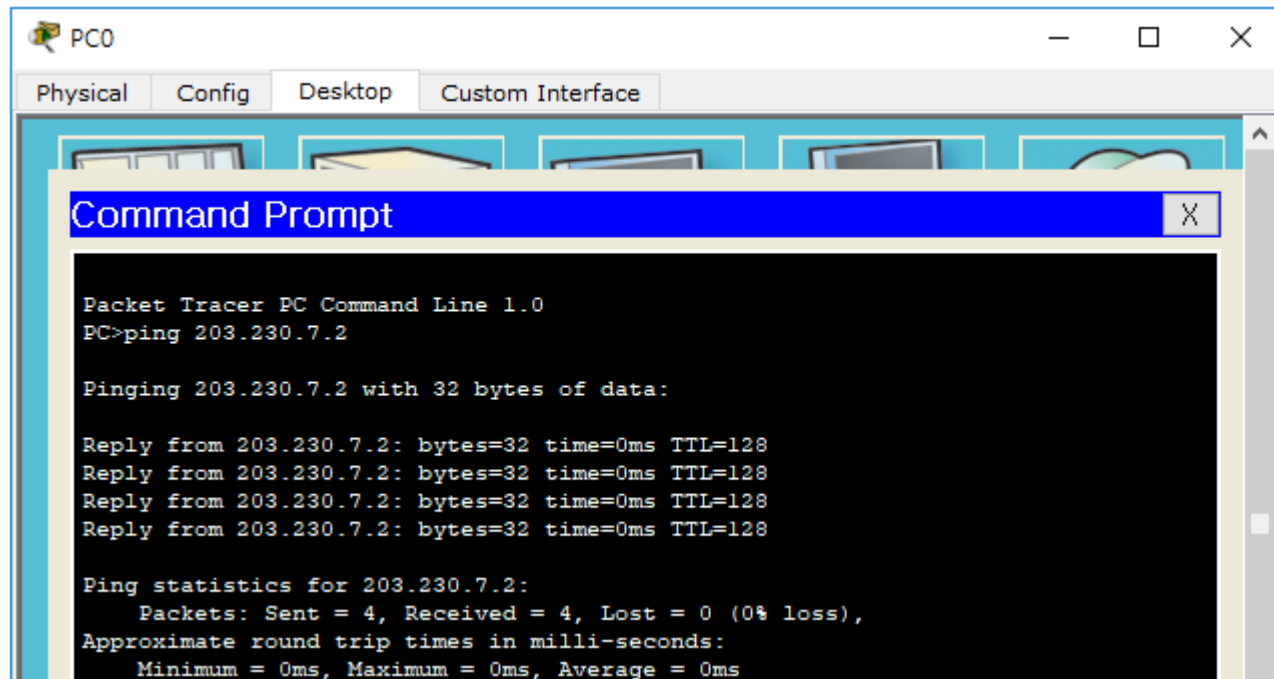 PC0
Physical Config Desktop Custom Interface
Command Prompt X
Packet Tracer PC Command Line 1.0
PC>ping 203.230.7.2
Pinging 203.230.7.2 with 32 bytes of data:
Reply from 203.230.7.2: bytes=32 time=0ms TTL=128
Reply from 203.230.7.2: bytes=32 time=0ms TTL=128
Reply from 203.230.7.2: bytes=32 time=0ms TTL=128
Reply from 203.230.7.2: bytes=32 time=0ms TTL=128
Ping statistics for 203.230.7.2:
Packets: Sent = 4, Received = 4, Lost = 0 (0% loss),
Approximate round trip times in milli-seconds:
Minimum = 0ms, Maximum = 0ms, Average = 0ms